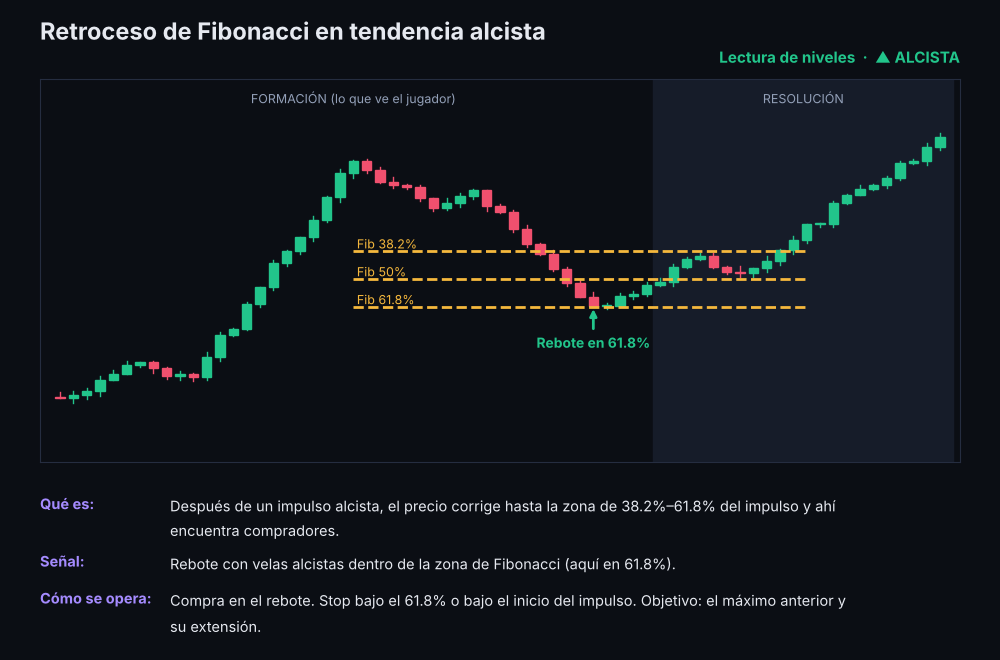 Retroceso de Fibonacci en tendencia alcista
Lectura de niveles · ▲ ALCISTA
FORMACIÓN (lo que ve el jugador)
RESOLUCIÓN
Fib 38.2%
Fib 50%
Fib 61.8%
Rebote en 61.8%
Qué es:
Después de un impulso alcista, el precio corrige hasta la zona de 38.2%–61.8% del impulso y ahí
encuentra compradores.
Señal:
Rebote con velas alcistas dentro de la zona de Fibonacci (aquí en 61.8%).
Cómo se opera:
Compra en el rebote. Stop bajo el 61.8% o bajo el inicio del impulso. Objetivo: el máximo anterior y
su extensión.